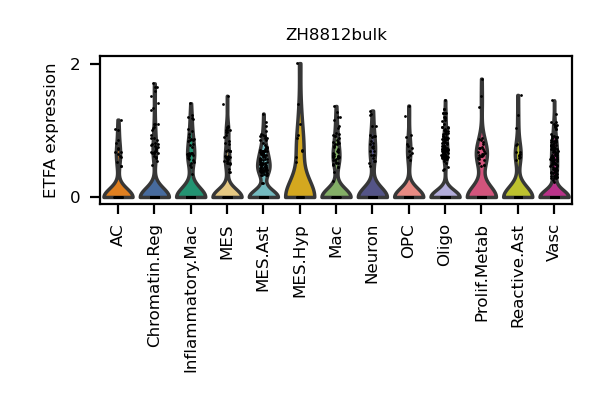 ZH8812bulk
ETFA expression
2
0
AC
Chromatin.Reg
Inflammatory.Mac
MES
MES.Ast
MES.Hyp
Mac
Neuron
OPC
Oligo
Prolif.Metab
Reactive.Ast
Vasc